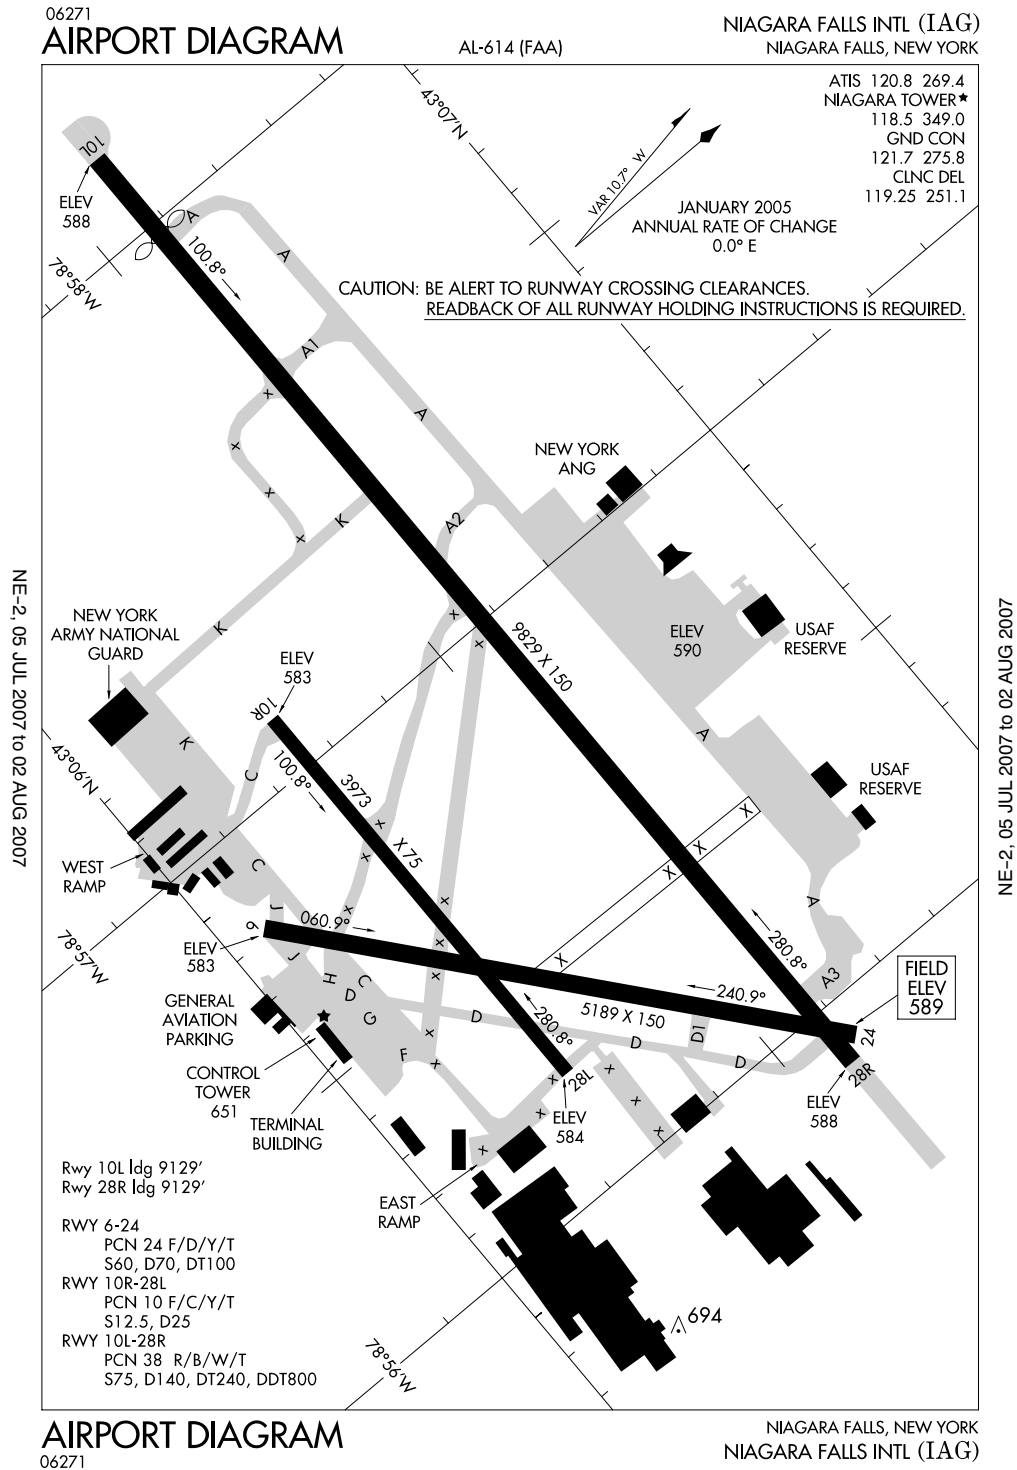 06271
AIRPORT DIAGRAM
AL-614 (FAA)
NIAGARA FALLS INTL (IAG)
NIAGARA FALLS, NEW YORK
ATIS 120.8 269.4
NIAGARA TOWER★
118.5 349.0
GND CON
121.7 275.8
CLNC DEL
119.25 251.1
43°07'N
VAR 10.7° W
JANUARY 2005
ANNUAL RATE OF CHANGE
0.0° E
CAUTION: BE ALERT TO RUNWAY CROSSING CLEARANCES.
READBACK OF ALL RUNWAY HOLDING INSTRUCTIONS IS REQUIRED.
10L
ELEV
588
A
A
100.8°
78°58'W
A1
A
NEW YORK
ANG
A2
K
K
NEW YORK
ARMY NATIONAL
GUARD
ELEV
583
10R
9829 X 150
ELEV
590
USAF
RESERVE
K
C
100.8°
3973 X 75
A
USAF
RESERVE
43°06'N
WEST
RAMP
C
J
6
060.9°
X
X
X
X
A
280.8°
A3
78°57'W
ELEV
583
J
H
D
C
G
GENERAL
AVIATION
PARKING
240.9°
5189 X 150
FIELD
ELEV
589
24
D
280.8°
D
D1
D
F
28L
28R
CONTROL
TOWER
651
TERMINAL
BUILDING
ELEV
584
ELEV
588
EAST
RAMP
694
78°56'W
Rwy 10L ldg 9129'
Rwy 28R ldg 9129'
RWY 6-24
PCN 24 F/D/Y/T
S60, D70, DT100
RWY 10R-28L
PCN 10 F/C/Y/T
S12.5, D25
RWY 10L-28R
PCN 38 R/B/W/T
S75, D140, DT240, DDT800
NE-2, 05 JUL 2007 to 02 AUG 2007
NE-2, 05 JUL 2007 to 02 AUG 2007
AIRPORT DIAGRAM
06271
NIAGARA FALLS, NEW YORK
NIAGARA FALLS INTL (IAG)